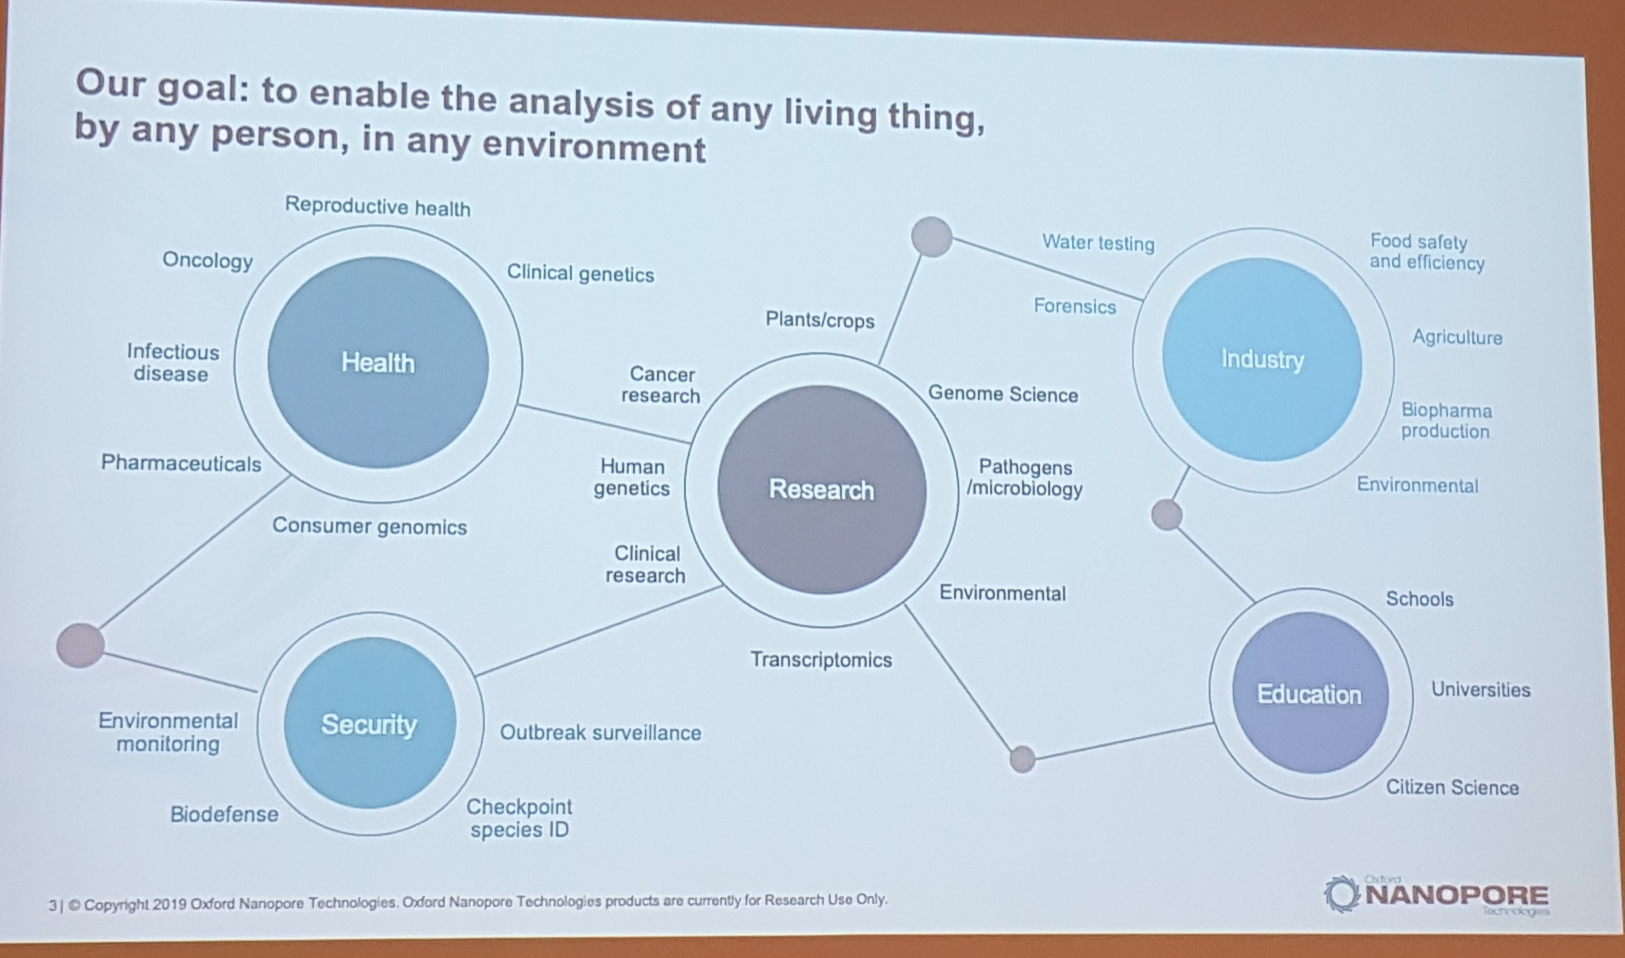 Our goal: to enable the analysis of any living thing,
by any person, in any environment
Reproductive health
Oncology
Clinical genetics
Infectious
disease
Health
Pharmaceuticals
Consumer genomics
Plants/crops
Cancer
research
Genome Science
Human
genetics
Research
Pathogens
/microbiology
Clinical
research
Environmental
Transcriptomics
Water testing
Food safety
and efficiency
Forensics
Industry
Agriculture
Biopharma
production
Environmental
Environmental
monitoring
Security
Outbreak surveillance
Biodefense
Checkpoint
species ID
Schools
Education
Universities
Citizen Science
3| © Copyright 2019 Oxford Nanopore Technologies. Oxford Nanopore Technologies products are currently for Research Use Only.
Oxford
NANOPORE
Technologies